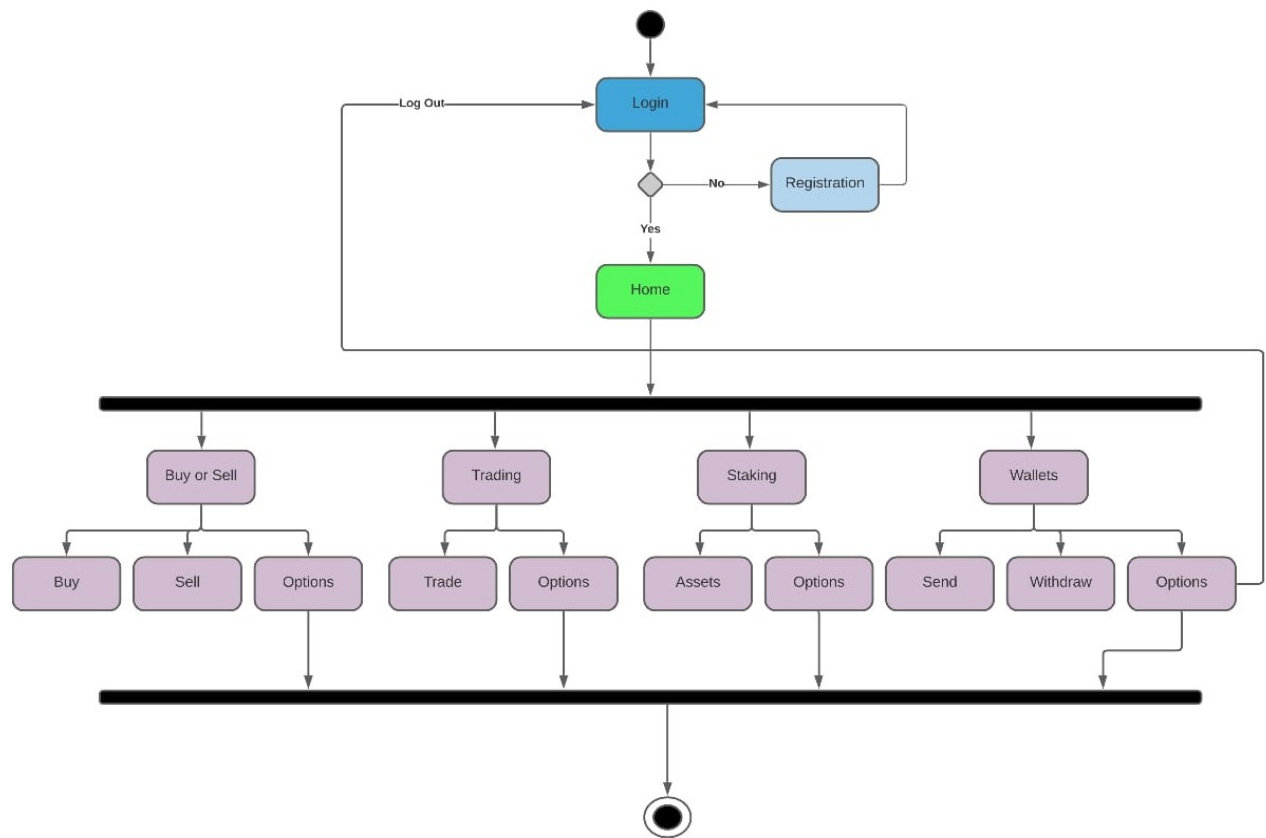 Log Out
Login
No
Registration
Yes
Home
Buy or Sell
Trading
Staking
Wallets
Buy
Sell
Options
Trade
Options
Assets
Options
Send
Withdraw
Options